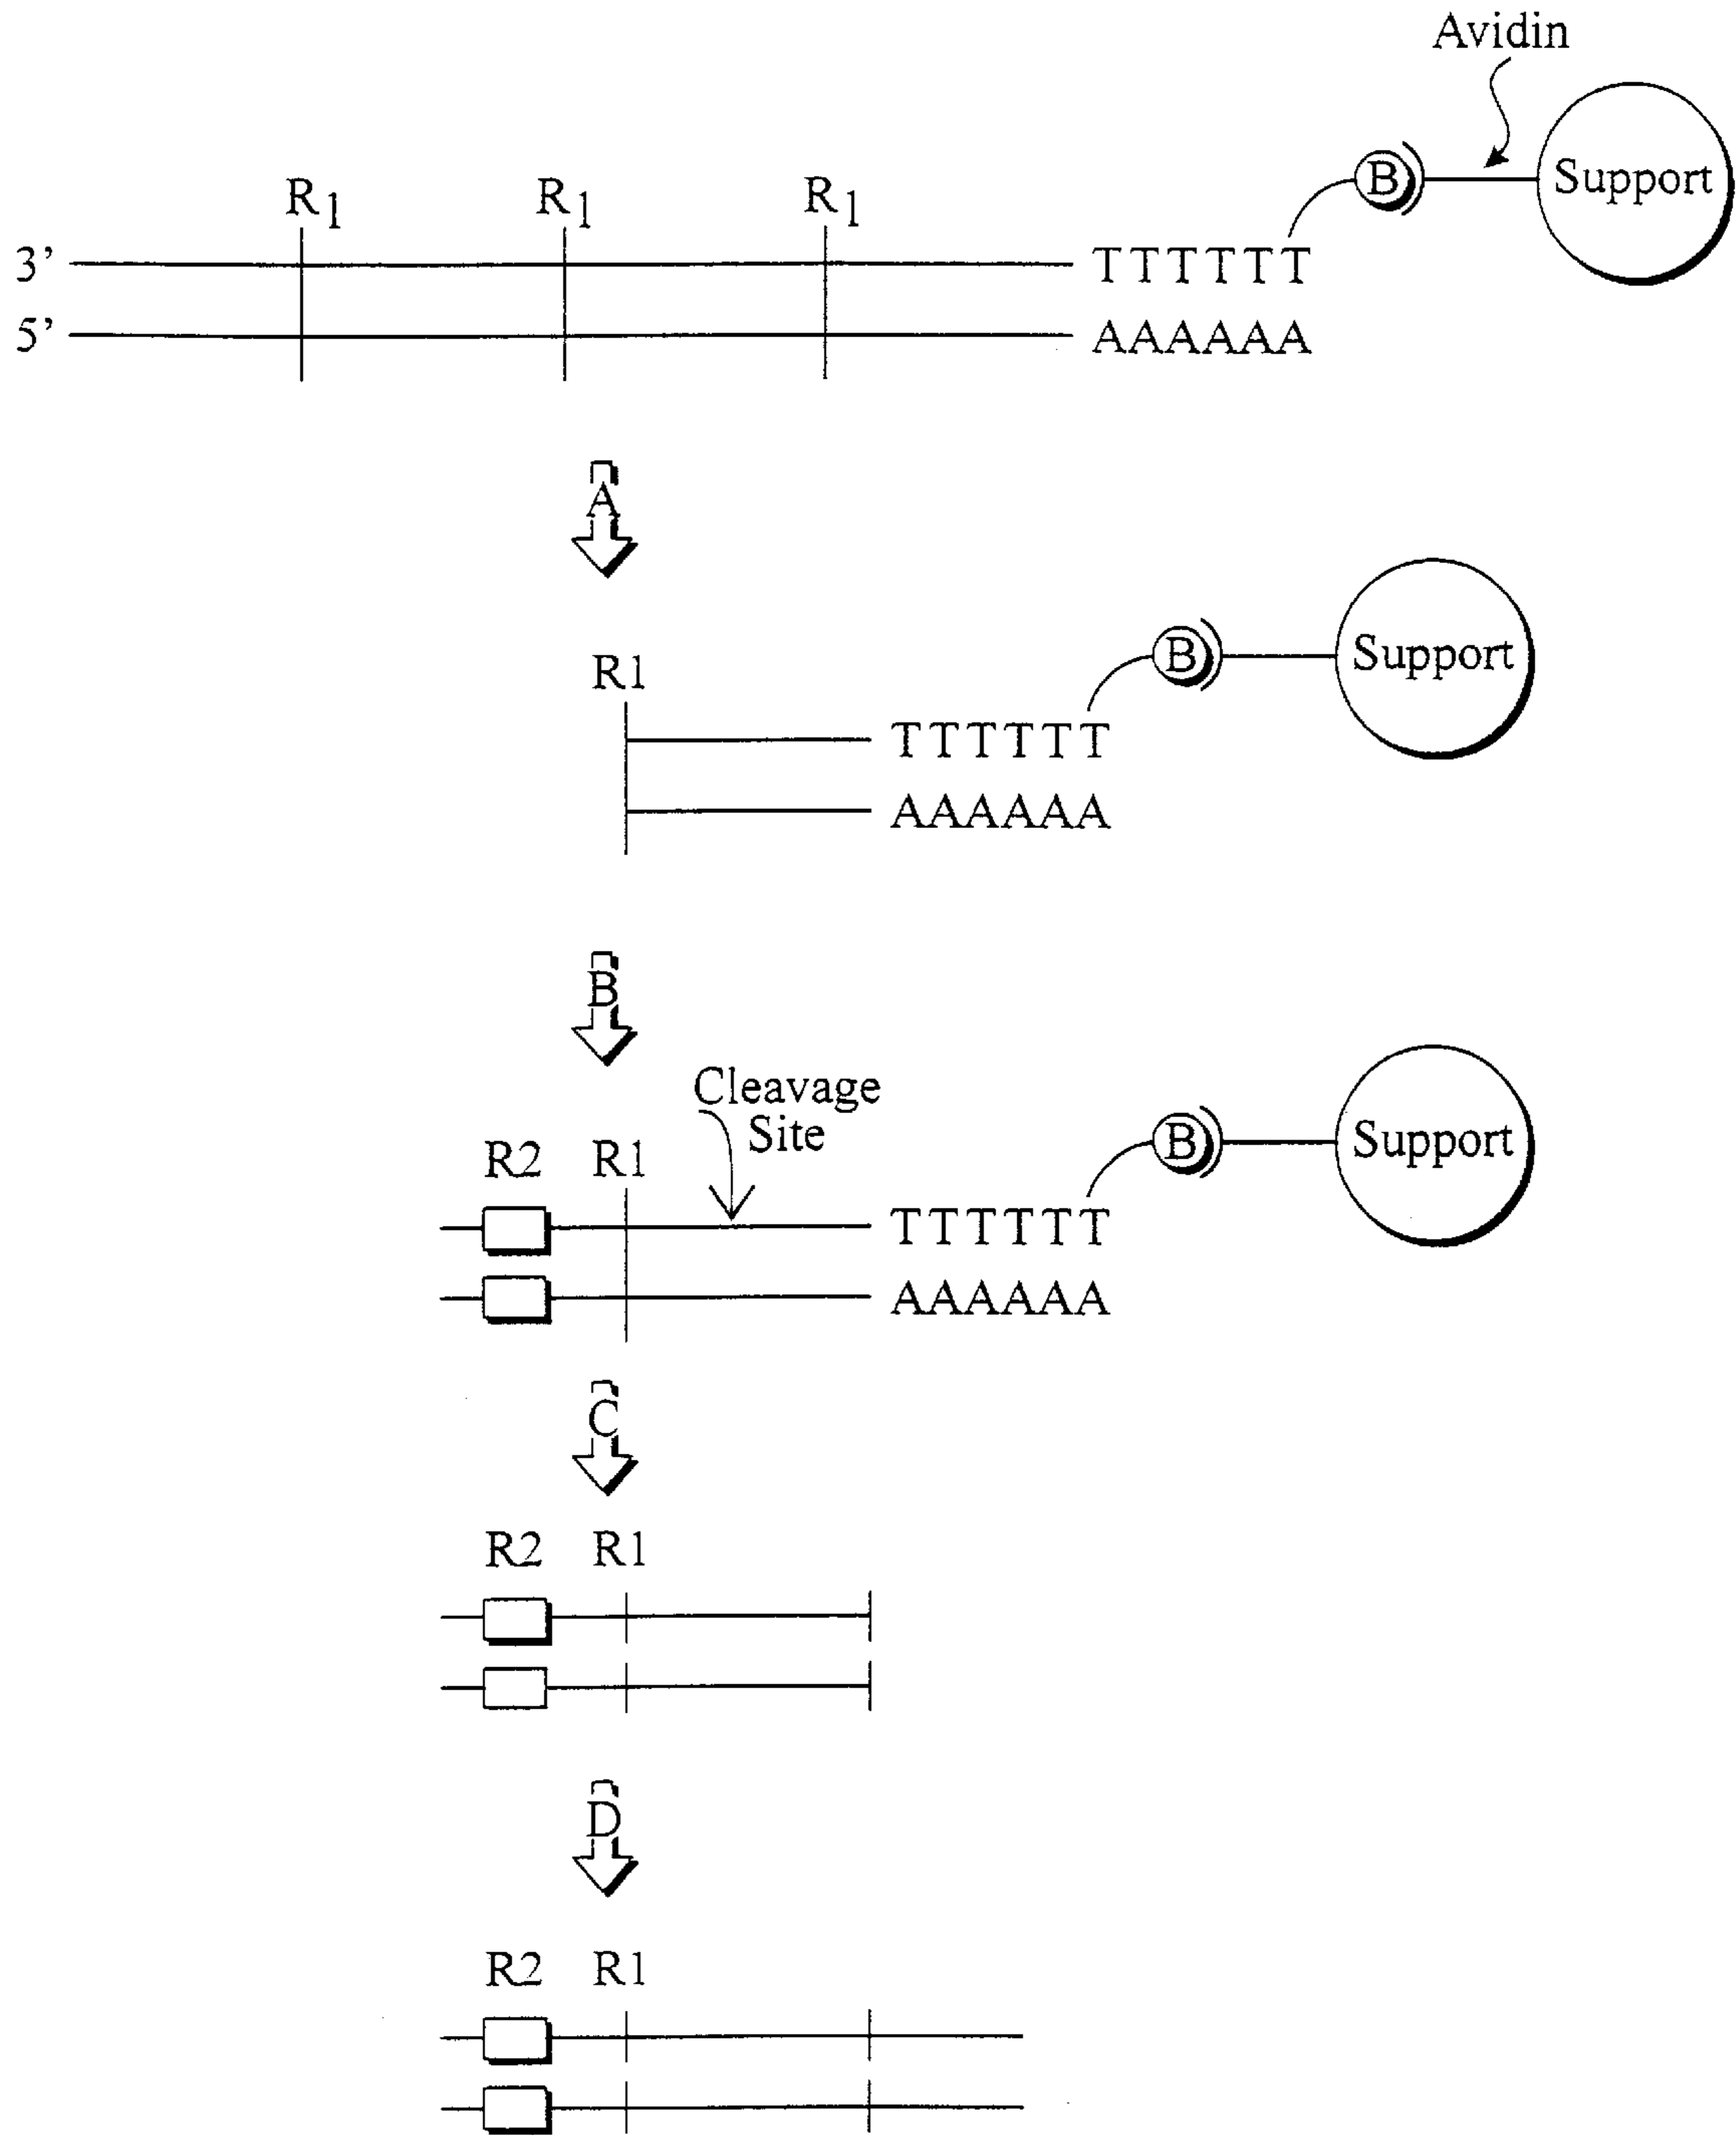 Avidin
R1 R1 R1
B Support
3’ TTTTTT
5’ AAAAAA
A
R1
B Support
TTTTTT
AAAAAA
B
Cleavage
Site
R2 R1
B Support
TTTTTT
AAAAAA
C
R2 R1
D
R2 R1